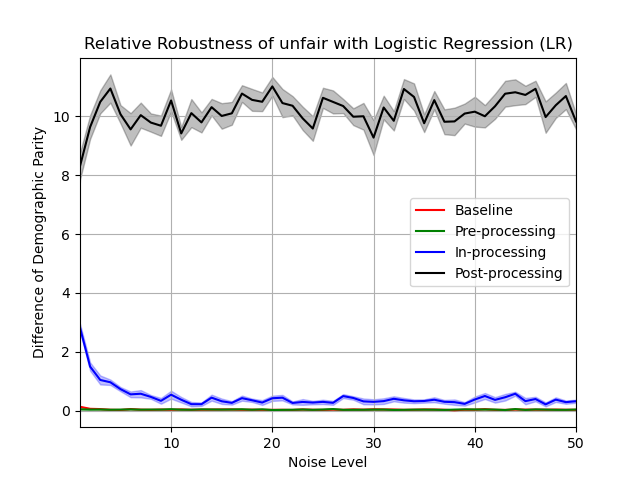 Relative Robustness of unfair with Logistic Regression (LR)
Difference of Demographic Parity
10
8
6
4
2
0
Baseline
Pre-processing
In-processing
Post-processing
10 20 30 40 50
Noise Level